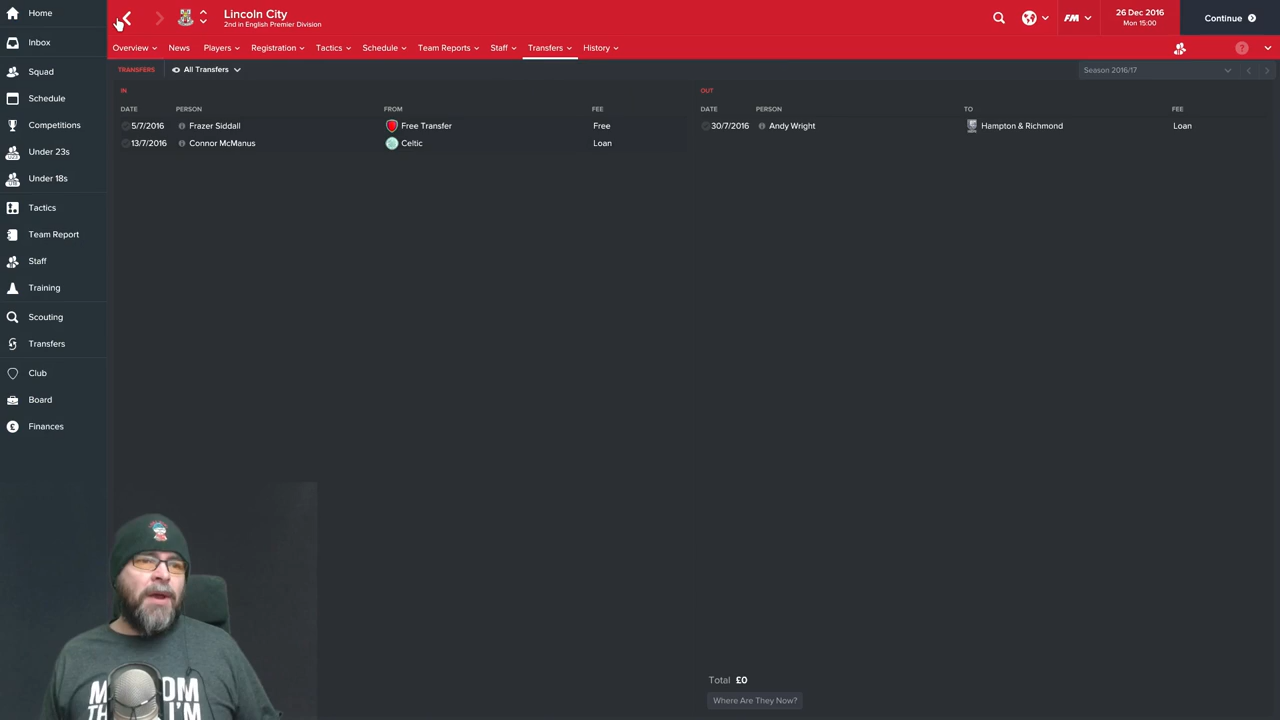 Home
Inbox
Squad
Schedule
Competitions
Under 23s
Under 18s
Tactics
Team Report
Staff
Training
Scouting
Transfers
Club
Board
Finances
Lincoln City
2nd in English Premier Division
FM
26 Dec 2016
Mon 15:00
Continue
Overview News Players Registration Tactics Schedule Team Reports Staff Transfers History
TRANSFERS All Transfers
Season 2016/17
IN
DATE PERSON FROM FEE
5/7/2016 Frazer Siddall Free Transfer Free
13/7/2016 Connor McManus Celtic Loan
OUT
DATE PERSON TO FEE
30/7/2016 Andy Wright Hampton & Richmond Loan
Total £0
Where Are They Now?